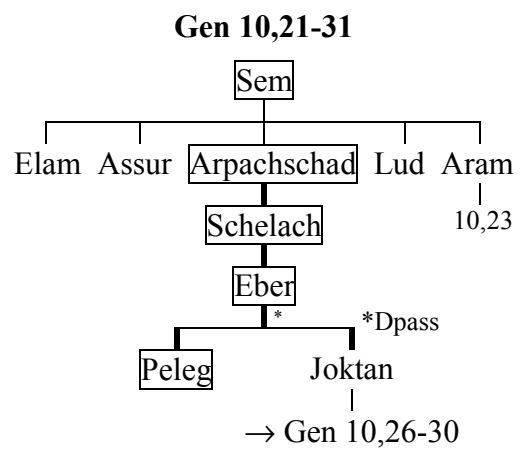 Gen 10,21-31
Sem
Elam Assur Arpachschad Lud Aram
Schelach 10,23
Eber
* *Dpass
Peleg Joktan
→ Gen 10,26-30